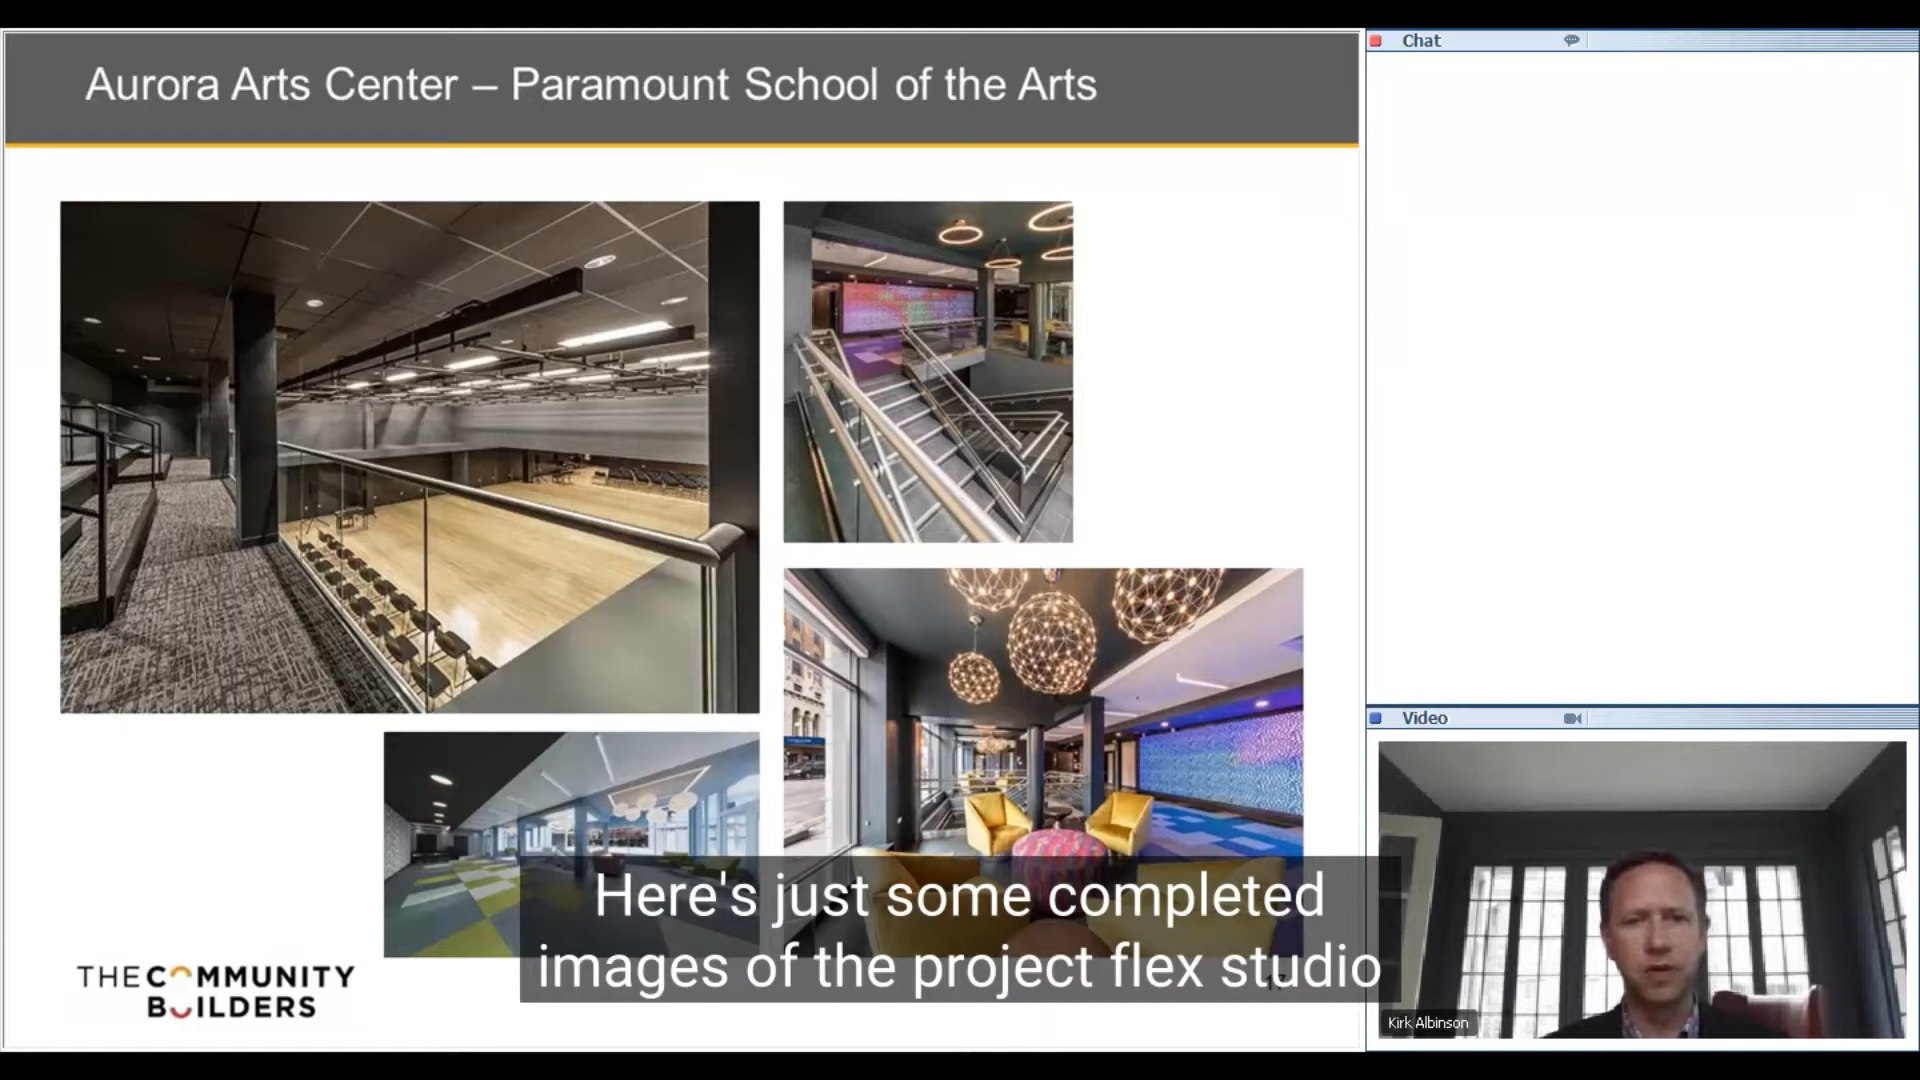 Aurora Arts Center – Paramount School of the Arts
Chat
Video
Here's just some completed
images of the project flex studio
THE COMMUNITY
BUILDERS
Kirk Albinson